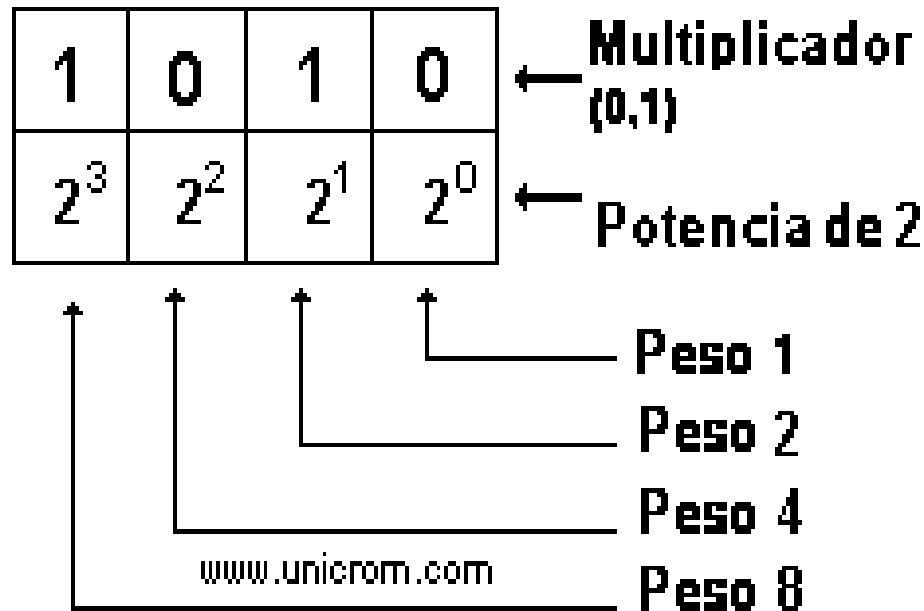 1 0 1 0
Multiplicador
(0,1)
2³ 2² 2¹ 2⁰
Potencia de 2
Peso 1
Peso 2
Peso 4
Peso 8
www.unicrom.com